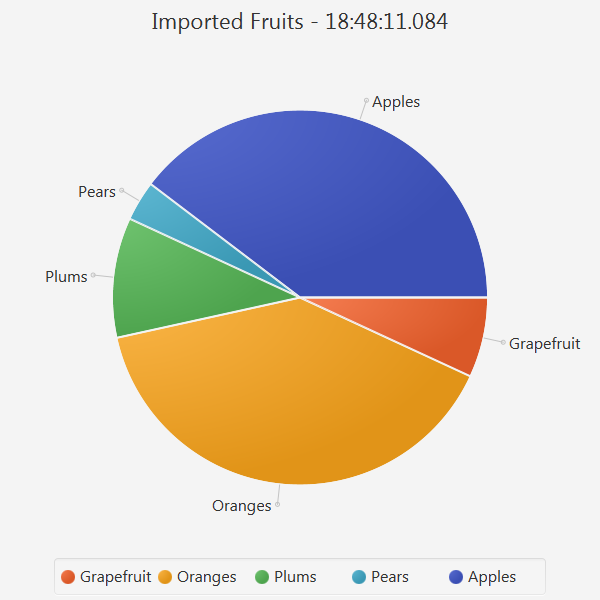 Imported Fruits - 18:48:11.084
Apples
Pears
Plums
Grapefruit
Oranges
Grapefruit Oranges Plums Pears Apples